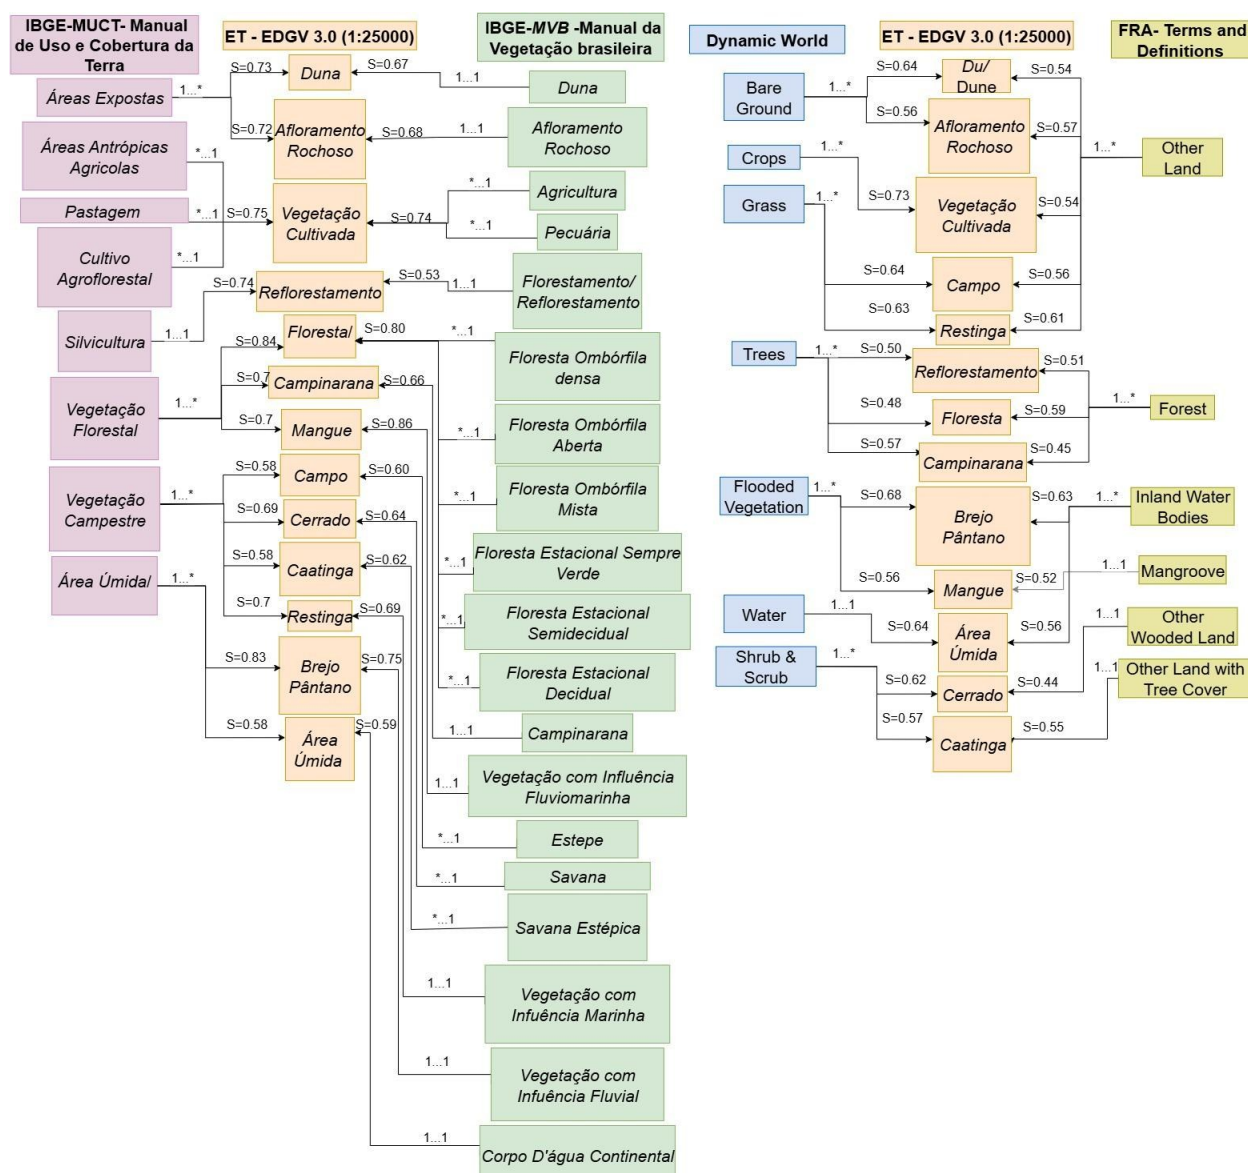 IBGE-MUCT- Manual
de Uso e Cobertura da
Terra
ET - EDGV 3.0 (1:25000)
IBGE-MVB -Manual da
Vegetação brasileira
Áreas Expostas
1...*
S=0.73
S=0.72
Duna
S=0.67
1...1
Duna
Afloramento
Rochoso
S=0.68
1...1
Afloramento
Rochoso
Áreas Antrópicas
Agricolas
*...1
Pastagem
*...1
Cultivo
Agroflorestal
*...1
S=0.75
Vegetação
Cultivada
S=0.74
*...1
Agricultura
*...1
Pecuária
Silvicultura
1...1
S=0.74
Reflorestamento
S=0.53
1...1
Florestamento/
Reflorestamento
Vegetação
Florestal
1...*
S=0.84
S=0.7
S=0.7
Florestal
S=0.80
Campinarana
S=0.66
Mangue
S=0.86
*...1
Floresta Ombórfila
densa
*...1
Floresta Ombórfila
Aberta
*...1
Floresta Ombórfila
Mista
*...1
Floresta Estacional Sempre
Verde
*...1
Floresta Estacional
Semidecidual
*...1
Floresta Estacional
Decidual
Vegetação
Campestre
1...*
S=0.58
S=0.69
S=0.58
S=0.7
Campo
S=0.60
Cerrado
S=0.64
Caatinga
S=0.62
Restinga
S=0.69
Área Úmidal
1...*
S=0.83
S=0.58
Brejo
Pântano
S=0.75
Área
Úmida
S=0.59
1...1
Campinarana
1...1
Vegetação com Influência
Fluviomarinha
*...1
Estepe
*...1
Savana
*...1
Savana Estépica
1...1
Vegetação com
Infuência Marinha
1...1
Vegetação com
Infuência Fluvial
1...1
Corpo D'água Continental
Dynamic World
ET - EDGV 3.0 (1:25000)
FRA- Terms and
Definitions
Bare
Ground
1...*
S=0.64
S=0.56
Du/
Dune
S=0.54
Afloramento
Rochoso
S=0.57
1...*
Other
Land
Crops
1...*
S=0.73
Vegetação
Cultivada
S=0.54
Grass
1...*
S=0.64
S=0.63
Campo
S=0.56
Restinga
S=0.61
Trees
1...*
S=0.50
S=0.48
S=0.57
Reflorestamento
S=0.51
Floresta
S=0.59
Campinarana
S=0.45
1...*
Forest
Flooded
Vegetation
1...*
S=0.68
S=0.56
Brejo
Pântano
S=0.63
1...*
Inland Water
Bodies
Mangue
S=0.52
1...1
Mangroove
Water
1...1
S=0.64
Área
Úmida
S=0.56
1...1
Other
Wooded Land
Shrub &
Scrub
1...*
S=0.62
S=0.57
Cerrado
S=0.44
Caatinga
S=0.55
1...1
Other Land with
Tree Cover